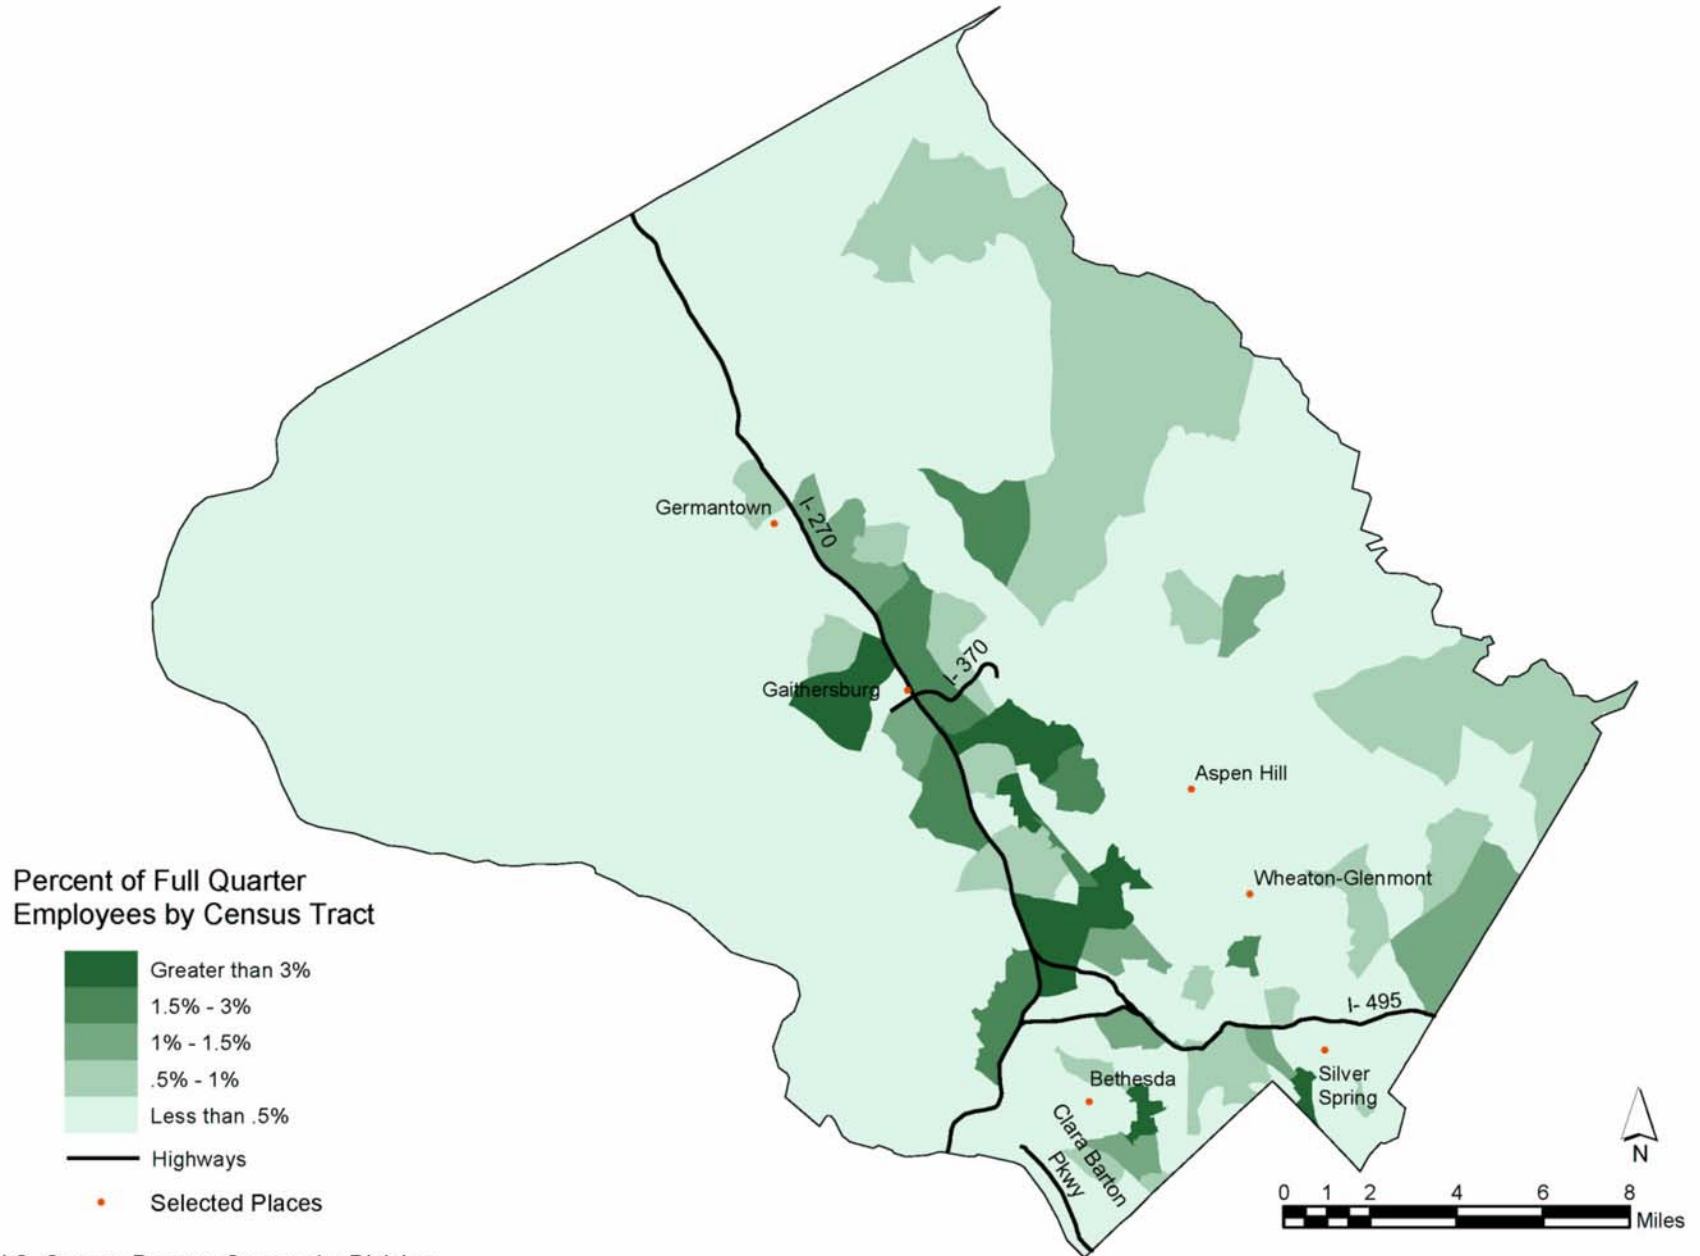 Germantown
I- 270
I- 370
Gaithersburg
Aspen Hill
Wheaton-Glenmont
I- 495
Silver
Spring
Bethesda
Clara Barton
Pkwy
Percent of Full Quarter
Employees by Census Tract
Greater than 3%
1.5% - 3%
1% - 1.5%
.5% - 1%
Less than .5%
Highways
Selected Places
N
0 1 2 4 6 8
Miles